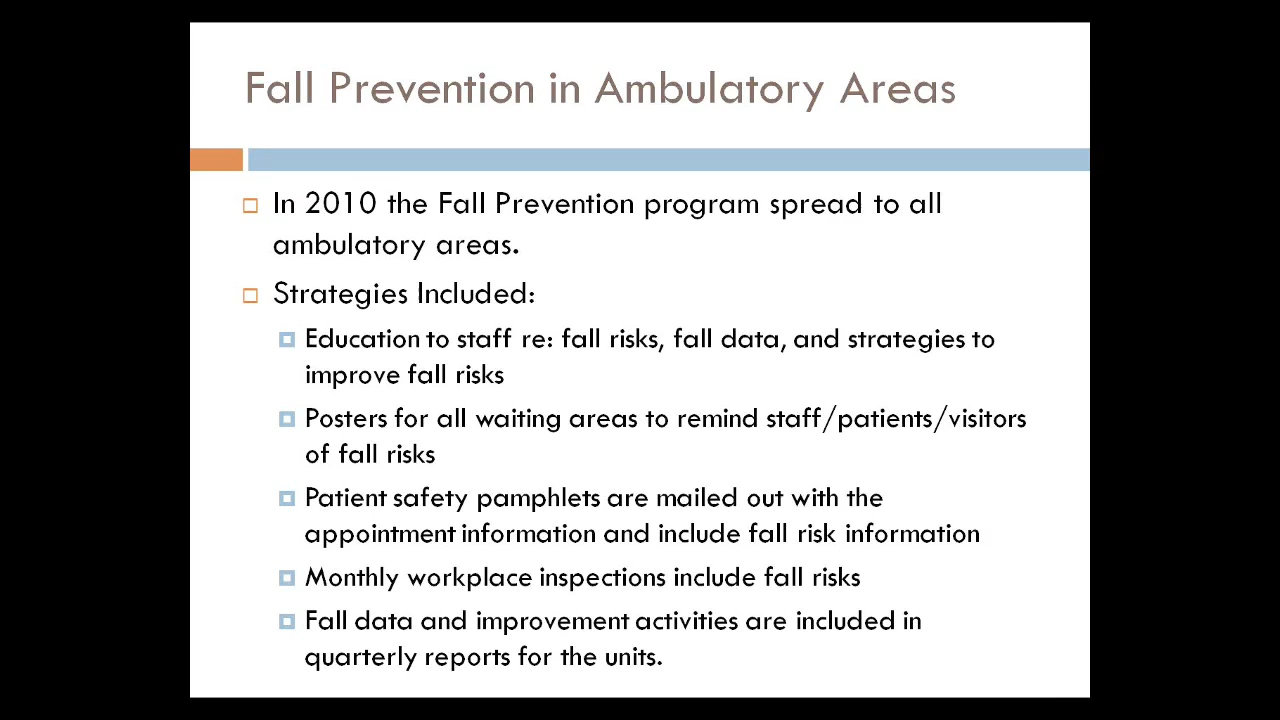 Fall Prevention in Ambulatory Areas
In 2010 the Fall Prevention program spread to all
ambulatory areas.
Strategies Included:
Education to staff re: fall risks, fall data, and strategies to
improve fall risks
Posters for all waiting areas to remind staff/patients/visitors
of fall risks
Patient safety pamphlets are mailed out with the
appointment information and include fall risk information
Monthly workplace inspections include fall risks
Fall data and improvement activities are included in
quarterly reports for the units.